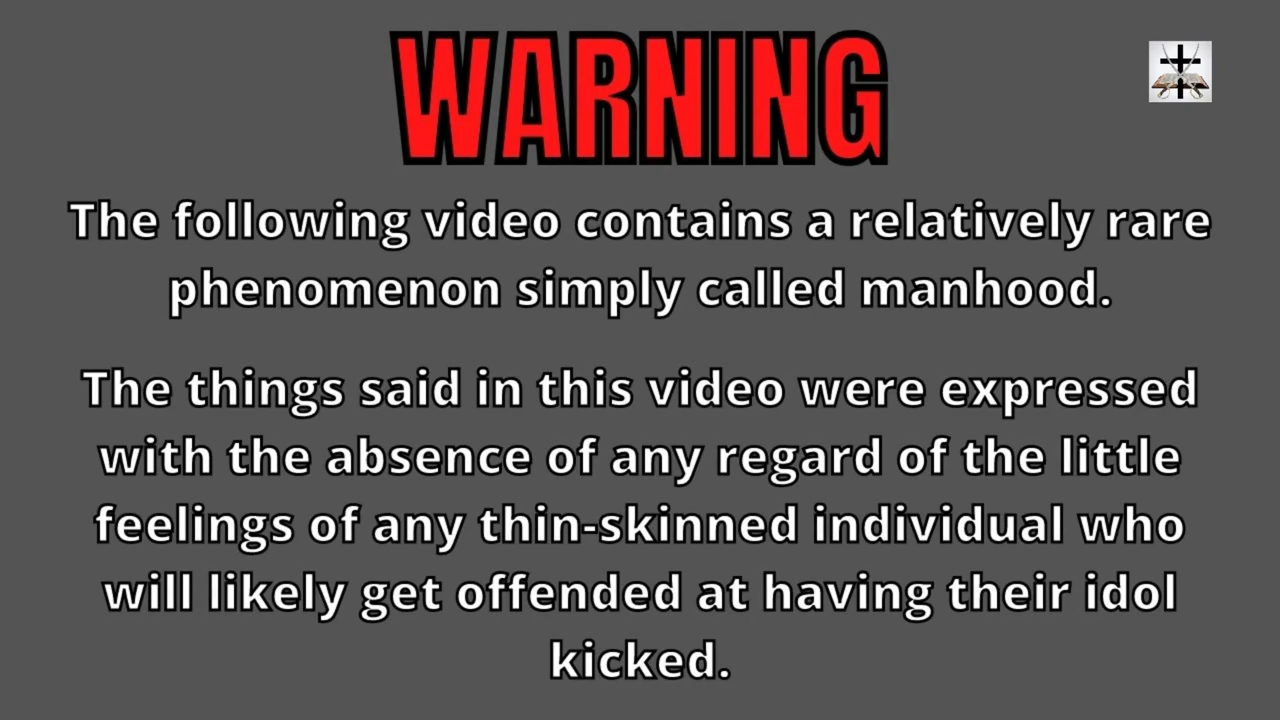 WARNING
The following video contains a relatively rare
phenomenon simply called manhood.
The things said in this video were expressed
with the absence of any regard of the little
feelings of any thin-skinned individual who
will likely get offended at having their idol
kicked.